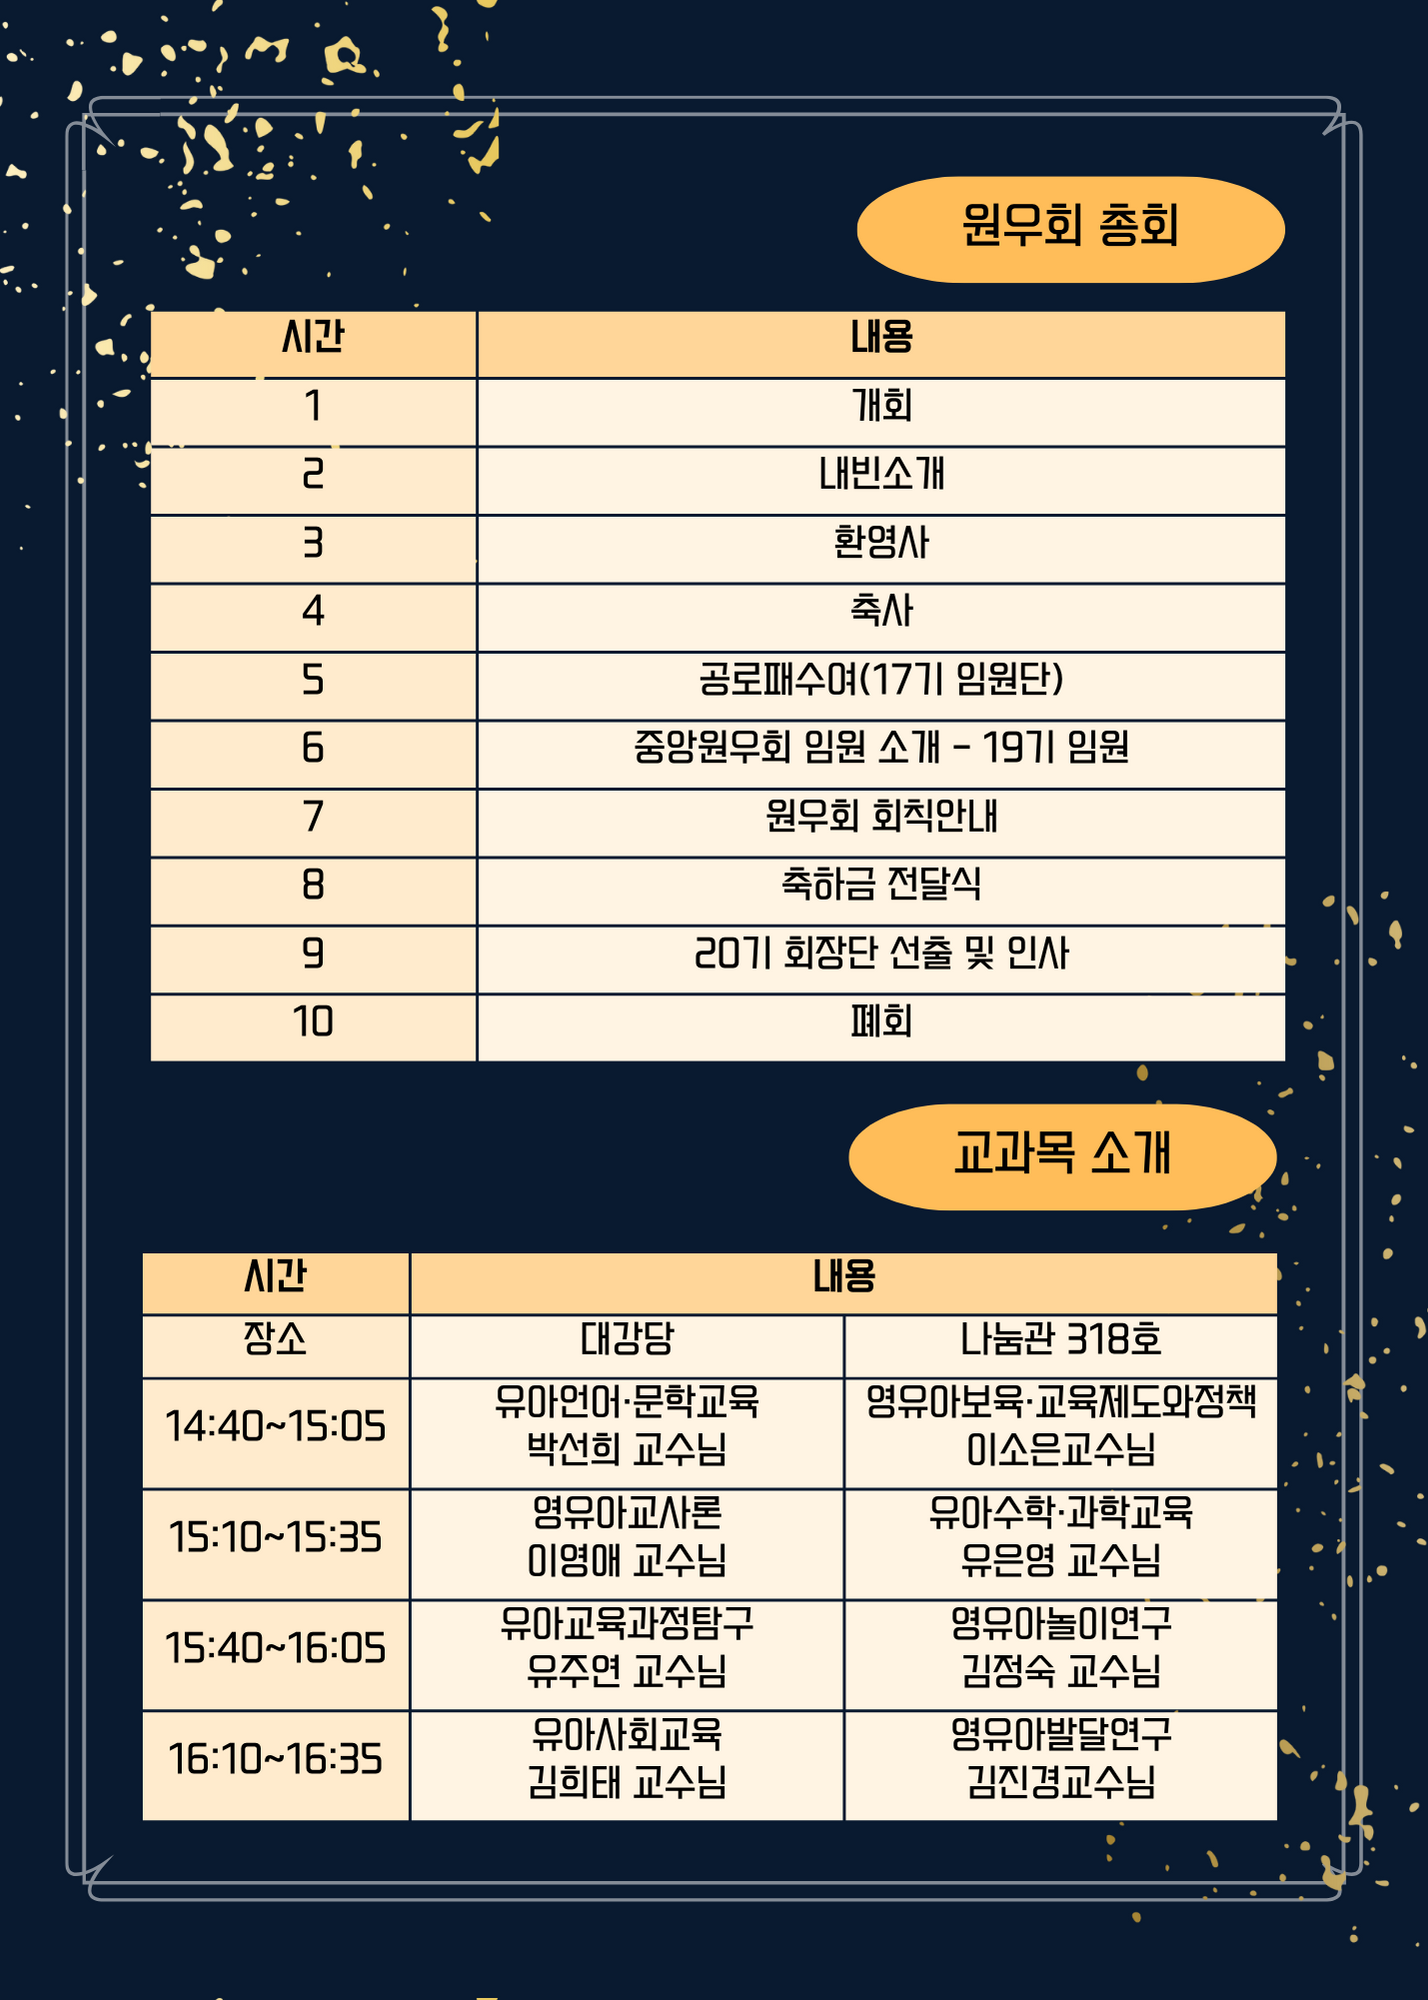 원우회 총회
시간 내용
1 개회
2 내빈소개
3 환영사
4 축사
5 공로패수여(17기 임원단)
6 중앙원우회 임원 소개 - 19기 임원
7 원우회 회칙안내
8 축하금 전달식
9 20기 회장단 선출 및 인사
10 폐회
교과목 소개
시간 내용
장소 대강당 나눔관 318호
14:40~15:05
유아언어·문학교육
박선희 교수님
영유아보육·교육제도와정책
이소은교수님
15:10~15:35
영유아교사론
이영애 교수님
유아수학·과학교육
유은영 교수님
15:40~16:05
유아교육과정탐구
유주연 교수님
영유아놀이연구
김정숙 교수님
16:10~16:35
유아사회교육
김희태 교수님
영유아발달연구
김진경교수님